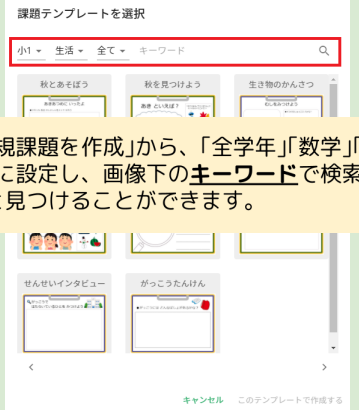 課題テンプレートを選択
小1 生活 全て キーワード
秋とあそぼう 秋を見つけよう 生き物のかんさつ
あき といえば？
規課題を作成」から、「全学年」「数学」「
に設定し、画像下のキーワードで検索
見つけることができます。
せんせいインタビュー がっこうたんけん
キャンセル このテンプレートで作成する